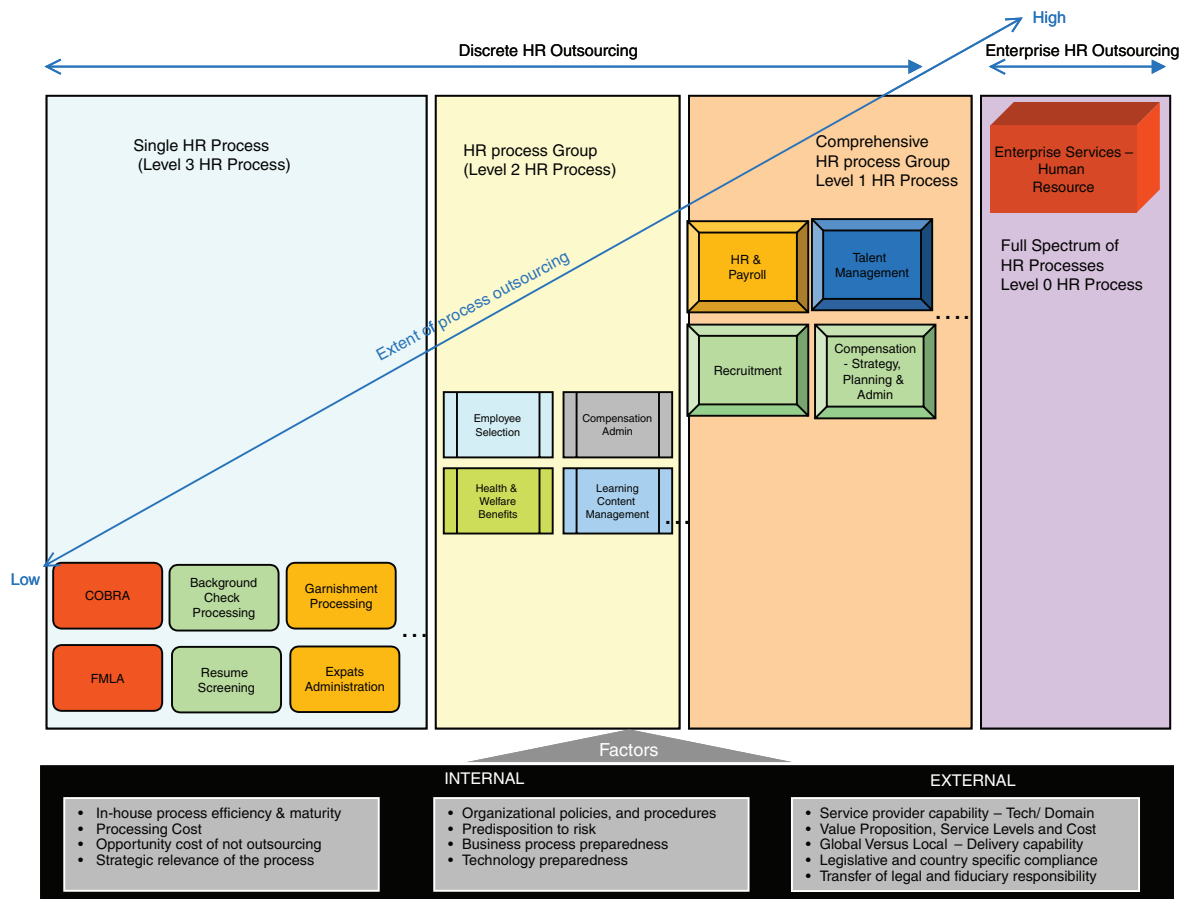 High
Discrete HR Outsourcing
Enterprise HR Outsourcing
Single HR Process
(Level 3 HR Process)
HR process Group
(Level 2 HR Process)
Comprehensive
HR process Group
Level 1 HR Process
Enterprise Services –
Human
Resource
Full Spectrum of
HR Processes
Level 0 HR Process
HR &
Payroll
Talent
Management
....
Extent of process outsourcing
Recruitment
Compensation
- Strategy,
Planning &
Admin
Employee
Selection
Compensation
Admin
Health &
Welfare
Benefits
Learning
Content
Management
...
Low
COBRA
Background
Check
Processing
Garnishment
Processing
...
FMLA
Resume
Screening
Expats
Administration
Factors
INTERNAL
EXTERNAL
• In-house process efficiency & maturity
• Processing Cost
• Opportunity cost of not outsourcing
• Strategic relevance of the process
• Organizational policies, and procedures
• Predisposition to risk
• Business process preparedness
• Technology preparedness
• Service provider capability – Tech/ Domain
• Value Proposition, Service Levels and Cost
• Global Versus Local – Delivery capability
• Legislative and country specific compliance
• Transfer of legal and fiduciary responsibility